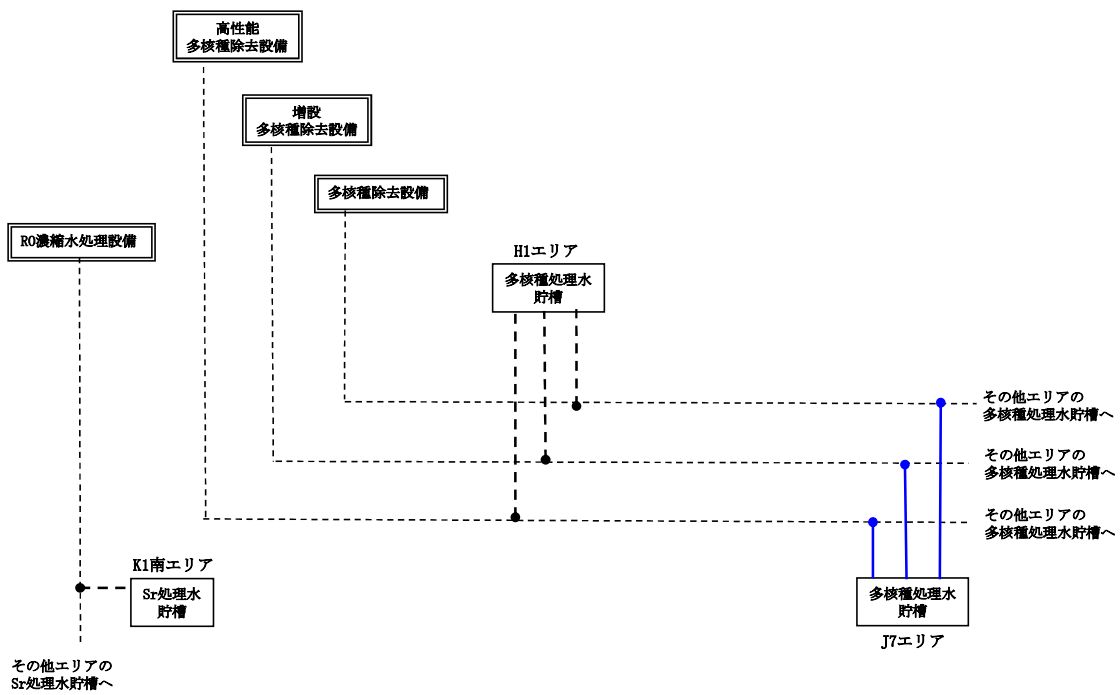 高性能
多核種除去設備
増設
多核種除去設備
多核種除去設備
RO濃縮水処理設備
H1エリア
多核種処理水
貯槽
その他エリアの
多核種処理水貯槽へ
その他エリアの
多核種処理水貯槽へ
その他エリアの
多核種処理水貯槽へ
K1南エリア
Sr処理水
貯槽
多核種処理水
貯槽
J7エリア
その他エリアの
Sr処理水貯槽へ